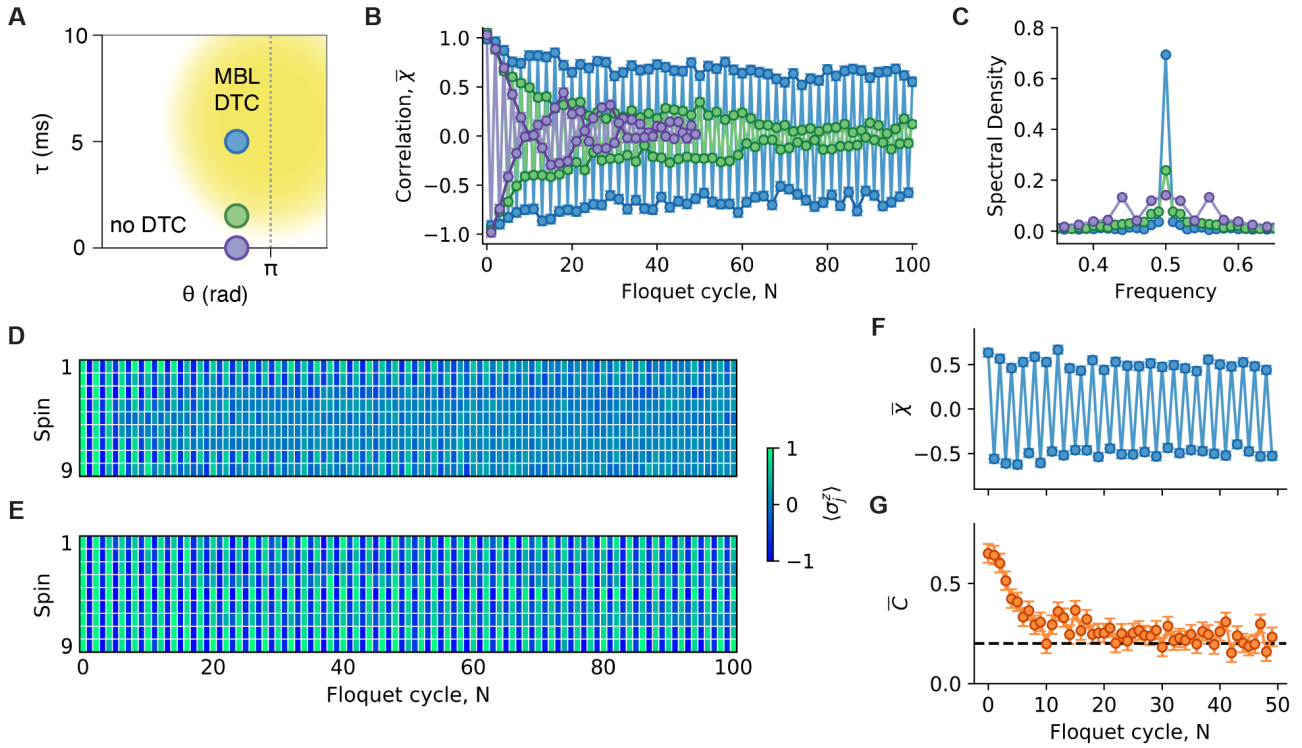 A
10
τ (ms)
5
0
MBL
DTC
no DTC
π
θ (rad)
B
Correlation, χ̅
1.0
0.5
0.0
−0.5
−1.0
0
20
40
60
80
100
Floquet cycle, N
C
Spectral Density
0.8
0.6
0.4
0.2
0.0
0.4
0.5
0.6
Frequency
D
Spin
1
9
E
Spin
1
9
0
20
40
60
80
100
Floquet cycle, N
1
0
−1
⟨σⱼᶻ⟩
F
χ̅
0.5
0.0
−0.5
G
C̅
0.5
0.0
0
10
20
30
40
50
Floquet cycle, N